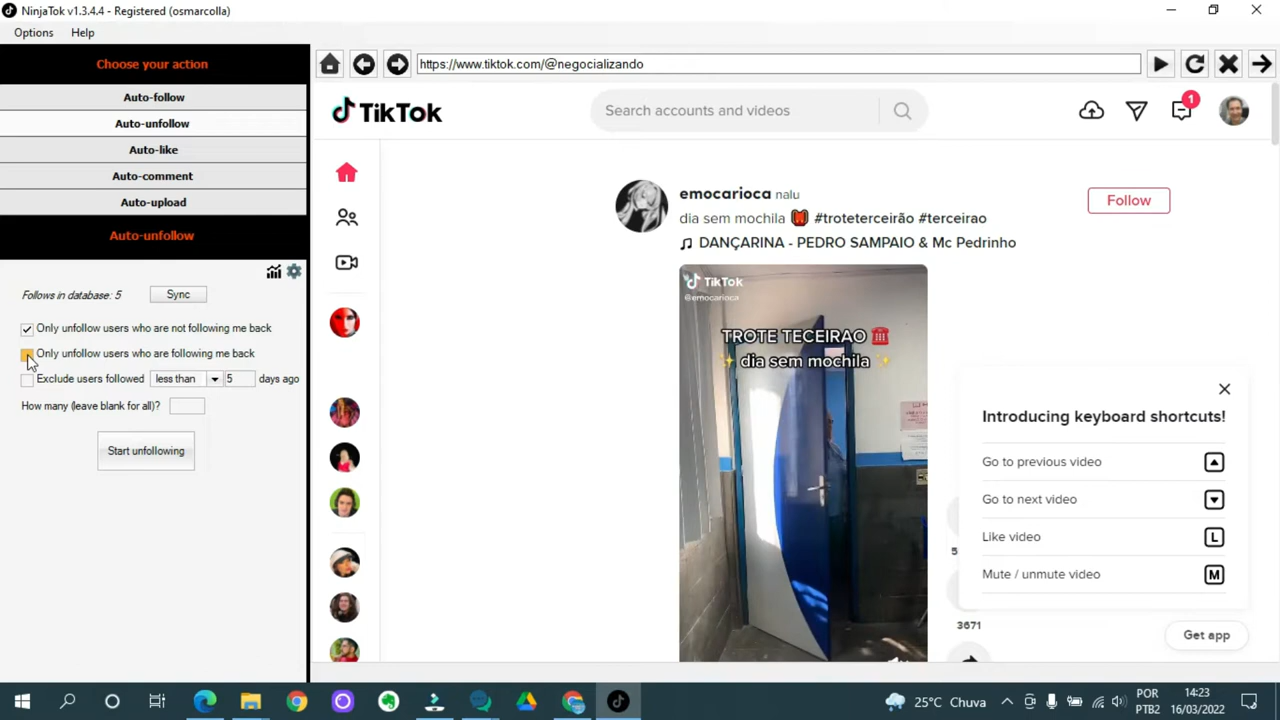 NinjaTok v1.3.4.4 - Registered (osmarcolla)
Options Help
Choose your action
Auto-follow
Auto-unfollow
Auto-like
Auto-comment
Auto-upload
Auto-unfollow
Follows in database: 5 Sync
Only unfollow users who are not following me back
Only unfollow users who are following me back
Exclude users followed less than 5 days ago
How many (leave blank for all)?
Start unfollowing
https://www.tiktok.com/@negocializando
TikTok
Search accounts and videos
1
emocarioca nalu
dia sem mochila #troteterceirão #terceirao
DANÇARINA - PEDRO SAMPAIO & Mc Pedrinho
Follow
TikTok
@emocarioca
TROTE TECEIRAO
dia sem mochila
3671
Introducing keyboard shortcuts!
Go to previous video
Go to next video
Like video L
Mute / unmute video M
Get app
25°C Chuva
POR
PTB2
14:23
16/03/2022